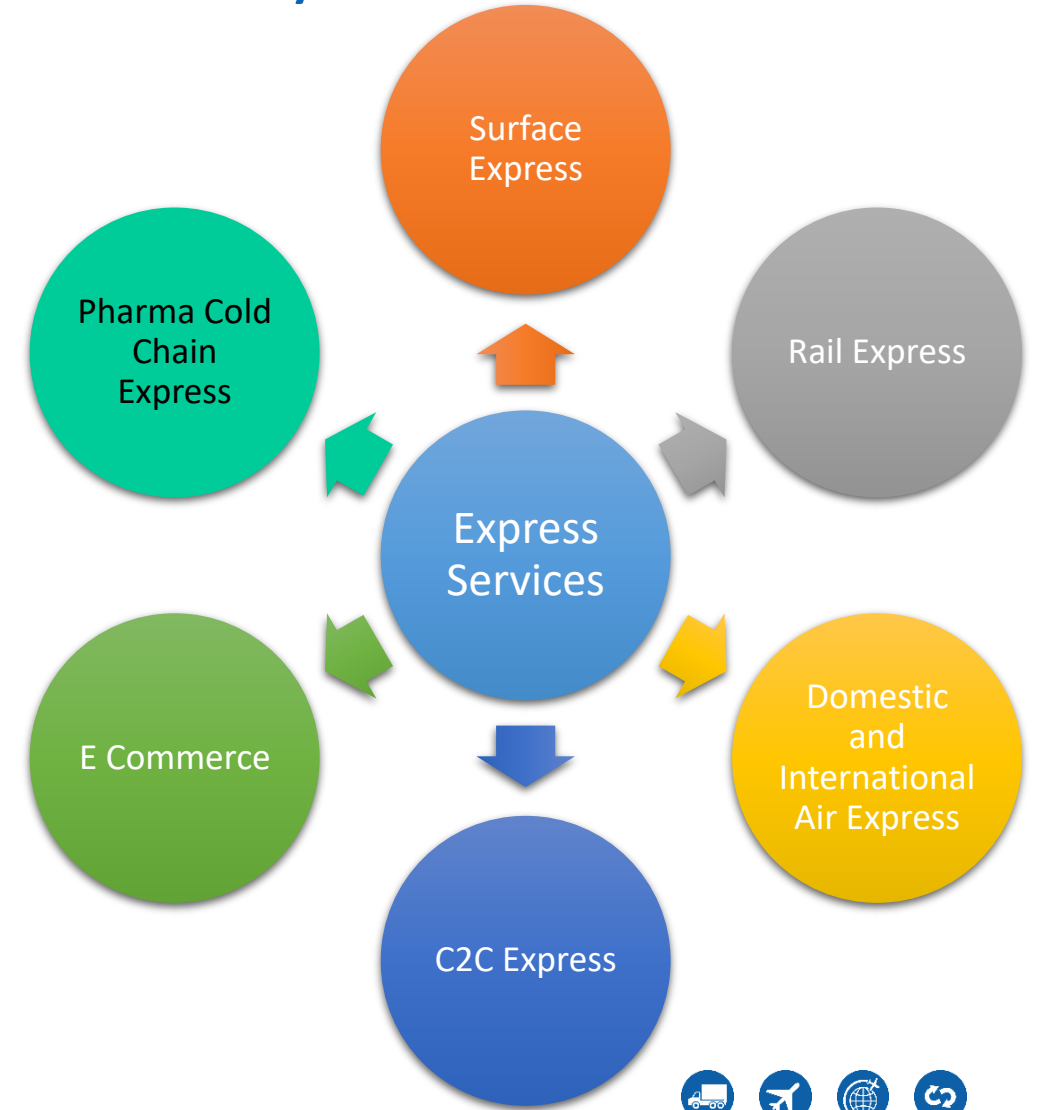 Surface
Express
Pharma Cold
Chain
Express
Rail Express
Express
Services
Domestic
and
International
Air Express
E Commerce
C2C Express